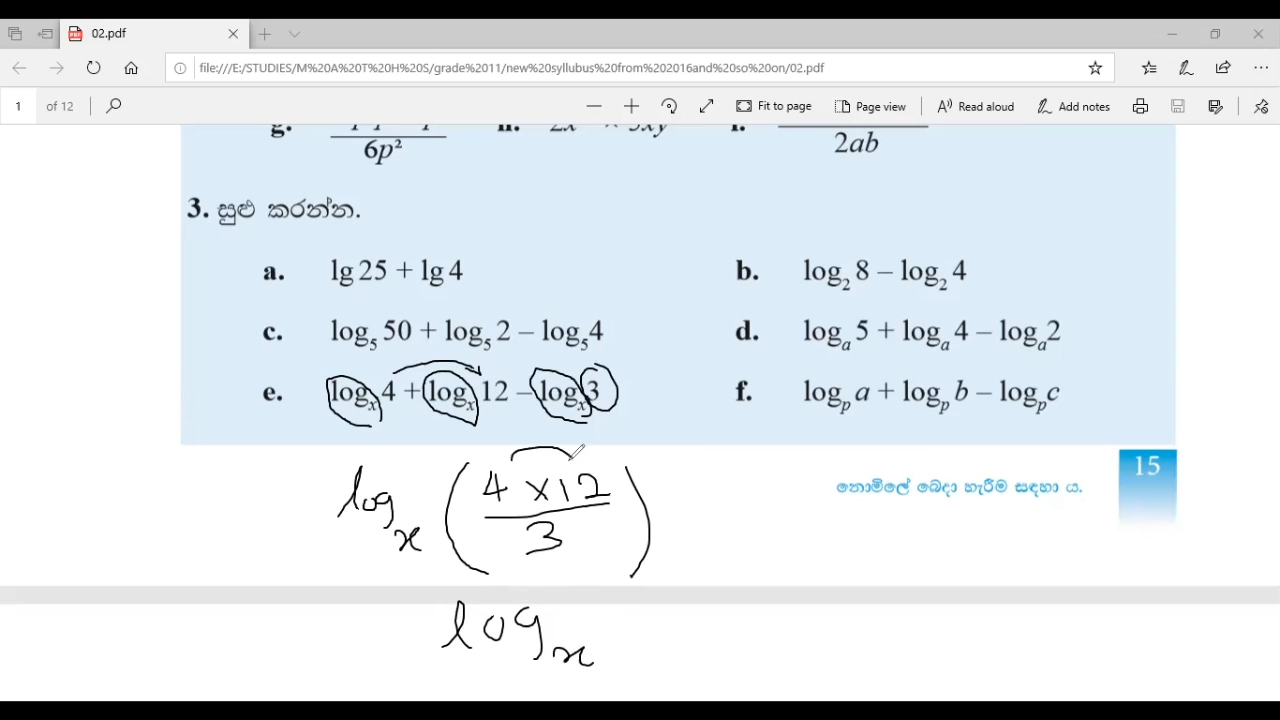 02.pdf
file:///E:/STUDIES/M%20A%20T%20H%20S/grade%2011/new%20syllubus%20from%202016and%20so%20on/02.pdf
1 of 12 Fit to page Page view Read aloud Add notes
g. 6p² 2ab
3. සුළු කරන්න.
a. lg 25 + lg 4 b. log₂ 8 – log₂ 4
c. log₅ 50 + log₅ 2 – log₅ 4 d. logₐ 5 + logₐ 4 – logₐ 2
e. logₓ 4 + logₓ 12 – logₓ 3 f. logₚ a + logₚ b – logₚ c
15
නොමිලේ බෙදා හැරීම සඳහා ය.
logₓ (4 × 12 / 3)
logₓ